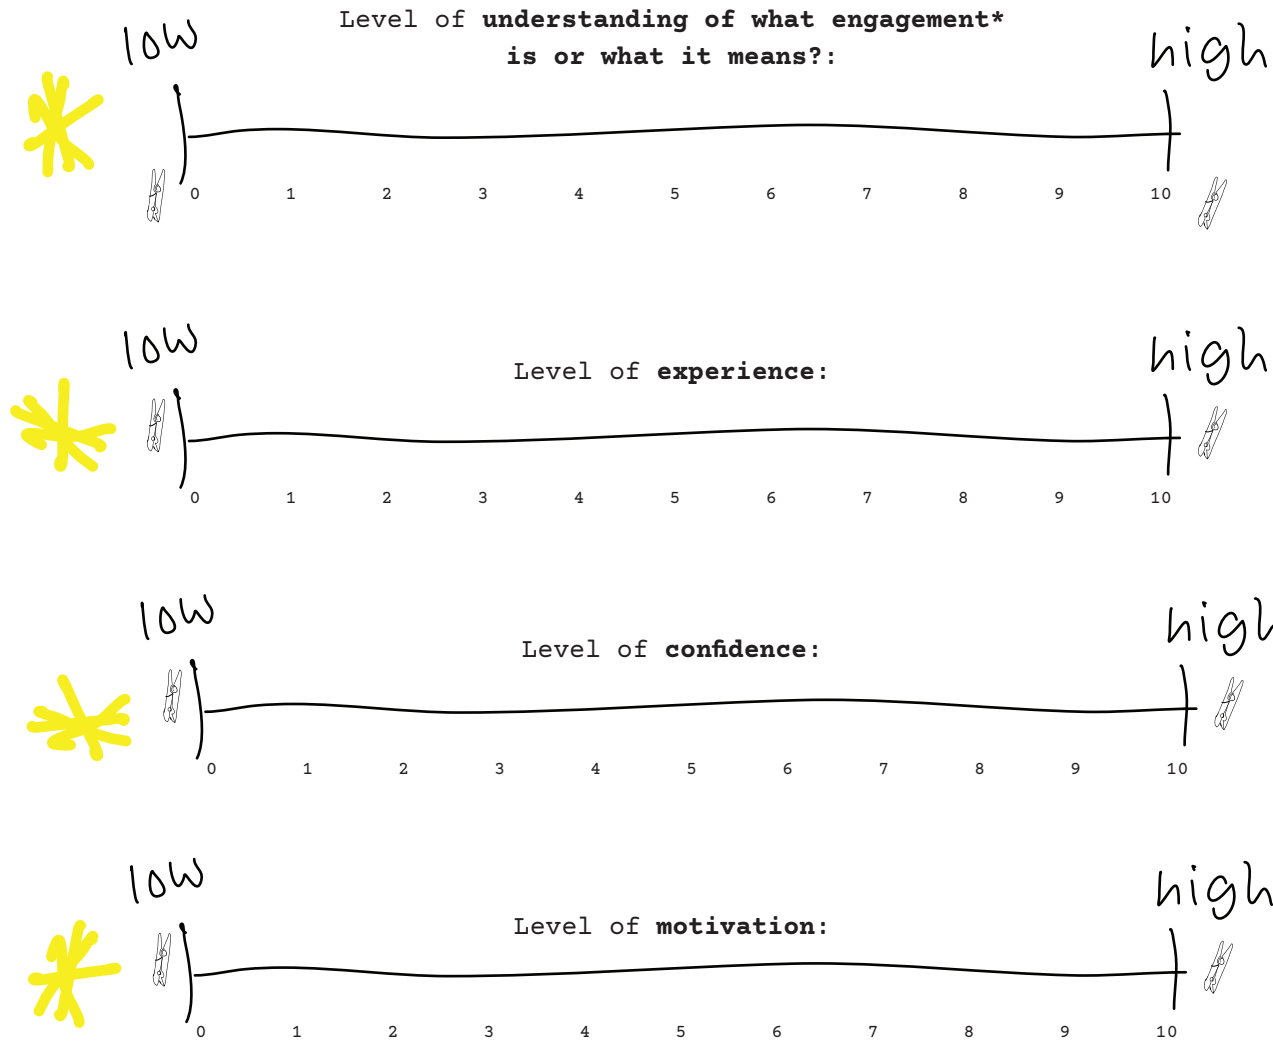 Level of understanding of what engagement*
low
high
is or what it means?:
0 1 2 3 4 5 6 7 8 9 10
low
high
Level of experience:
0 1 2 3 4 5 6 7 8 9 10
low
high
Level of confidence:
0 1 2 3 4 5 6 7 8 9 10
low
high
Level of motivation:
0 1 2 3 4 5 6 7 8 9 10